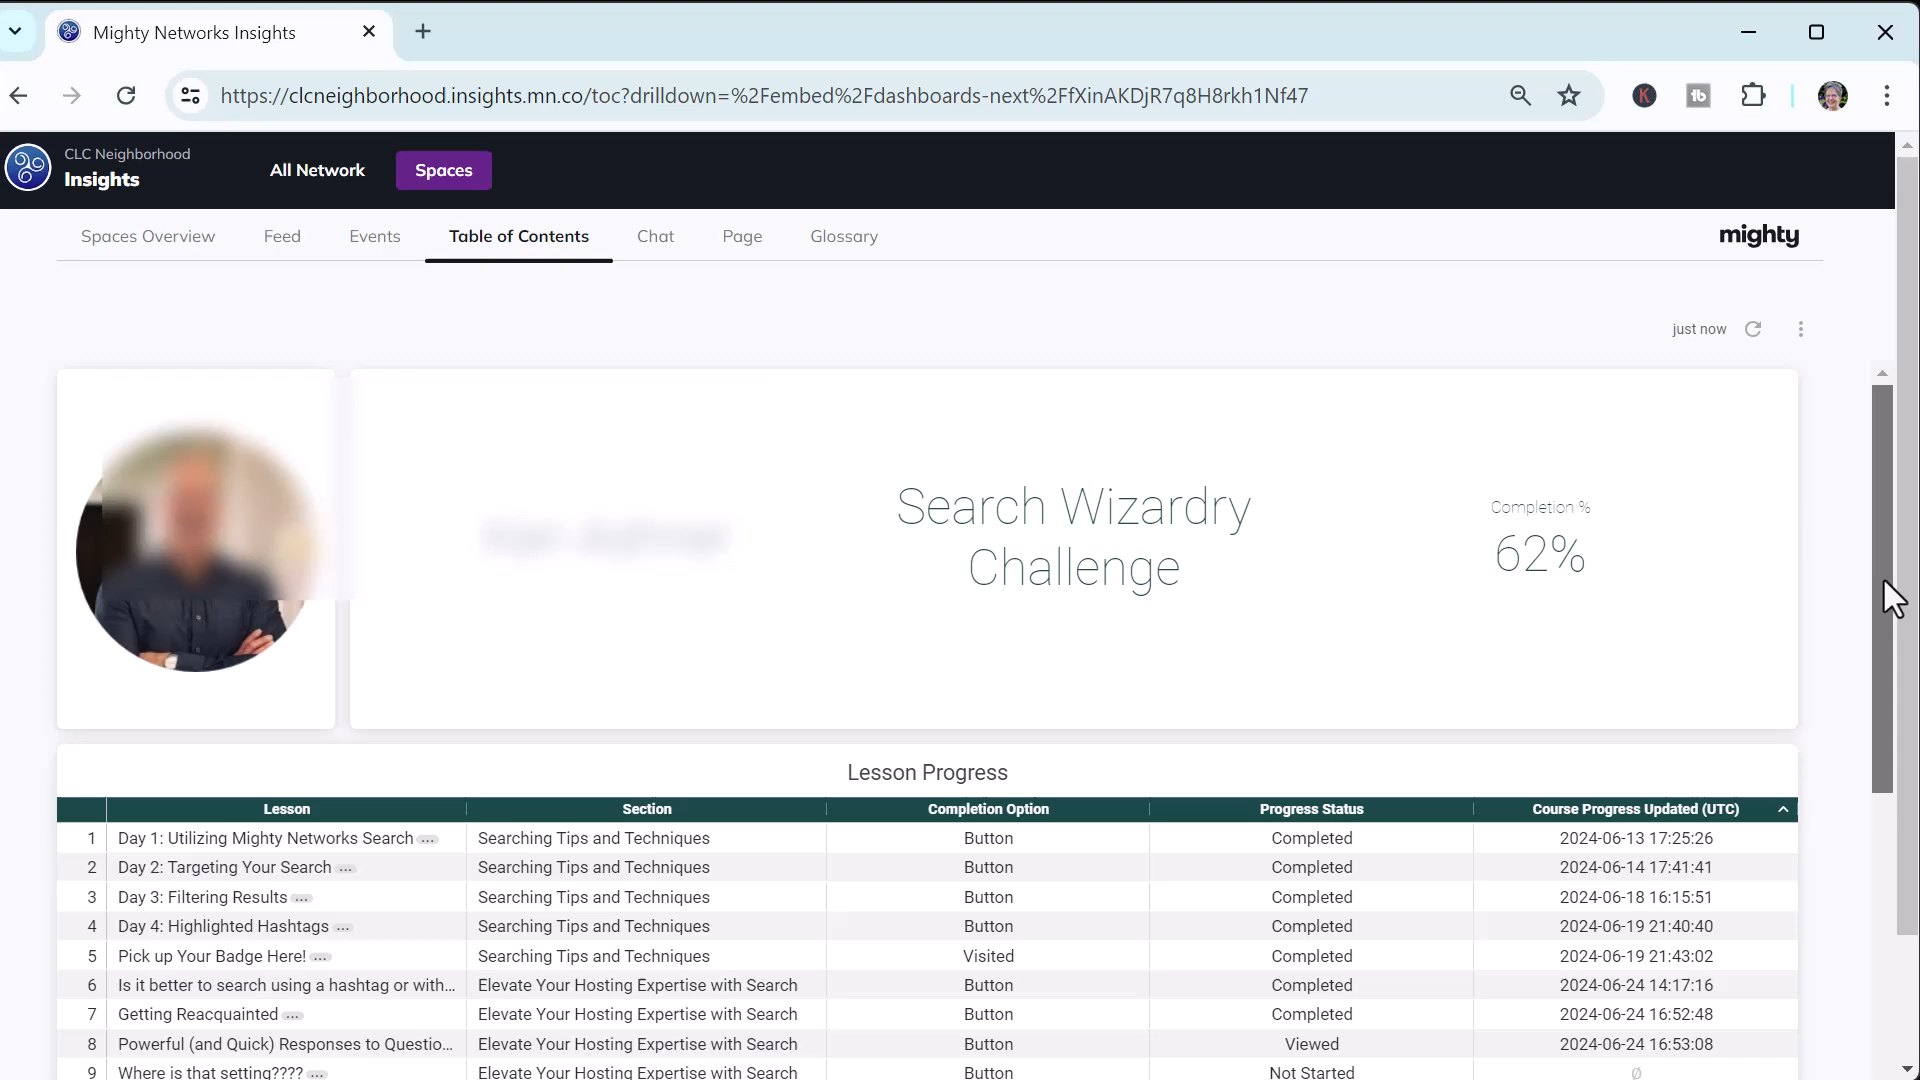 Mighty Networks Insights
https://clcneighborhood.insights.mn.co/toc?drilldown=%2Fembed%2Fdashboards-next%2FfXinAKDjR7q8H8rkh1Nf47
K
tb
CLC Neighborhood
Insights
All Network
Spaces
Spaces Overview Feed Events Table of Contents Chat Page Glossary
mighty
just now
Search Wizardry
Challenge
Completion %
62%
Lesson Progress
Lesson Section Completion Option Progress Status Course Progress Updated (UTC)
1 Day 1: Utilizing Mighty Networks Search ... Searching Tips and Techniques Button Completed 2024-06-13 17:25:26
2 Day 2: Targeting Your Search ... Searching Tips and Techniques Button Completed 2024-06-14 17:41:41
3 Day 3: Filtering Results ... Searching Tips and Techniques Button Completed 2024-06-18 16:15:51
4 Day 4: Highlighted Hashtags ... Searching Tips and Techniques Button Completed 2024-06-19 21:40:40
5 Pick up Your Badge Here! ... Searching Tips and Techniques Visited Completed 2024-06-19 21:43:02
6 Is it better to search using a hashtag or with... Elevate Your Hosting Expertise with Search Button Completed 2024-06-24 14:17:16
7 Getting Reacquainted ... Elevate Your Hosting Expertise with Search Button Completed 2024-06-24 16:52:48
8 Powerful (and Quick) Responses to Questio... Elevate Your Hosting Expertise with Search Button Viewed 2024-06-24 16:53:08
9 Where is that setting???? ... Elevate Your Hosting Expertise with Search Button Not Started Ø